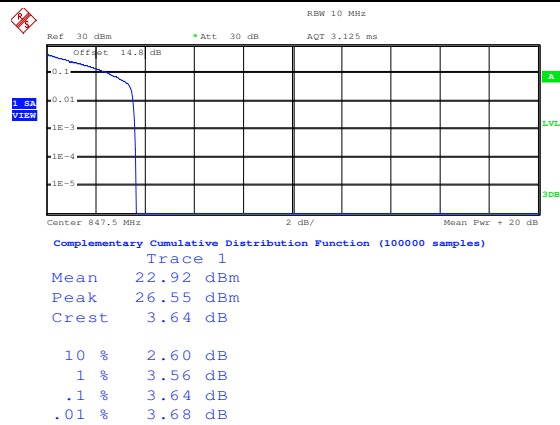 RBW 10 MHz
Ref 30 dBm *Att 30 dB AQT 3.125 ms
Offset 14.8 dB
0.1
A
1 SA
VIEW
0.01
LVL
1E-3
1E-4
1E-5
3DB
Center 847.5 MHz 2 dB/ Mean Pwr + 20 dB
Complementary Cumulative Distribution Function (100000 samples)
Trace 1
Mean 22.92 dBm
Peak 26.55 dBm
Crest 3.64 dB
10 % 2.60 dB
1 % 3.56 dB
.1 % 3.64 dB
.01 % 3.68 dB